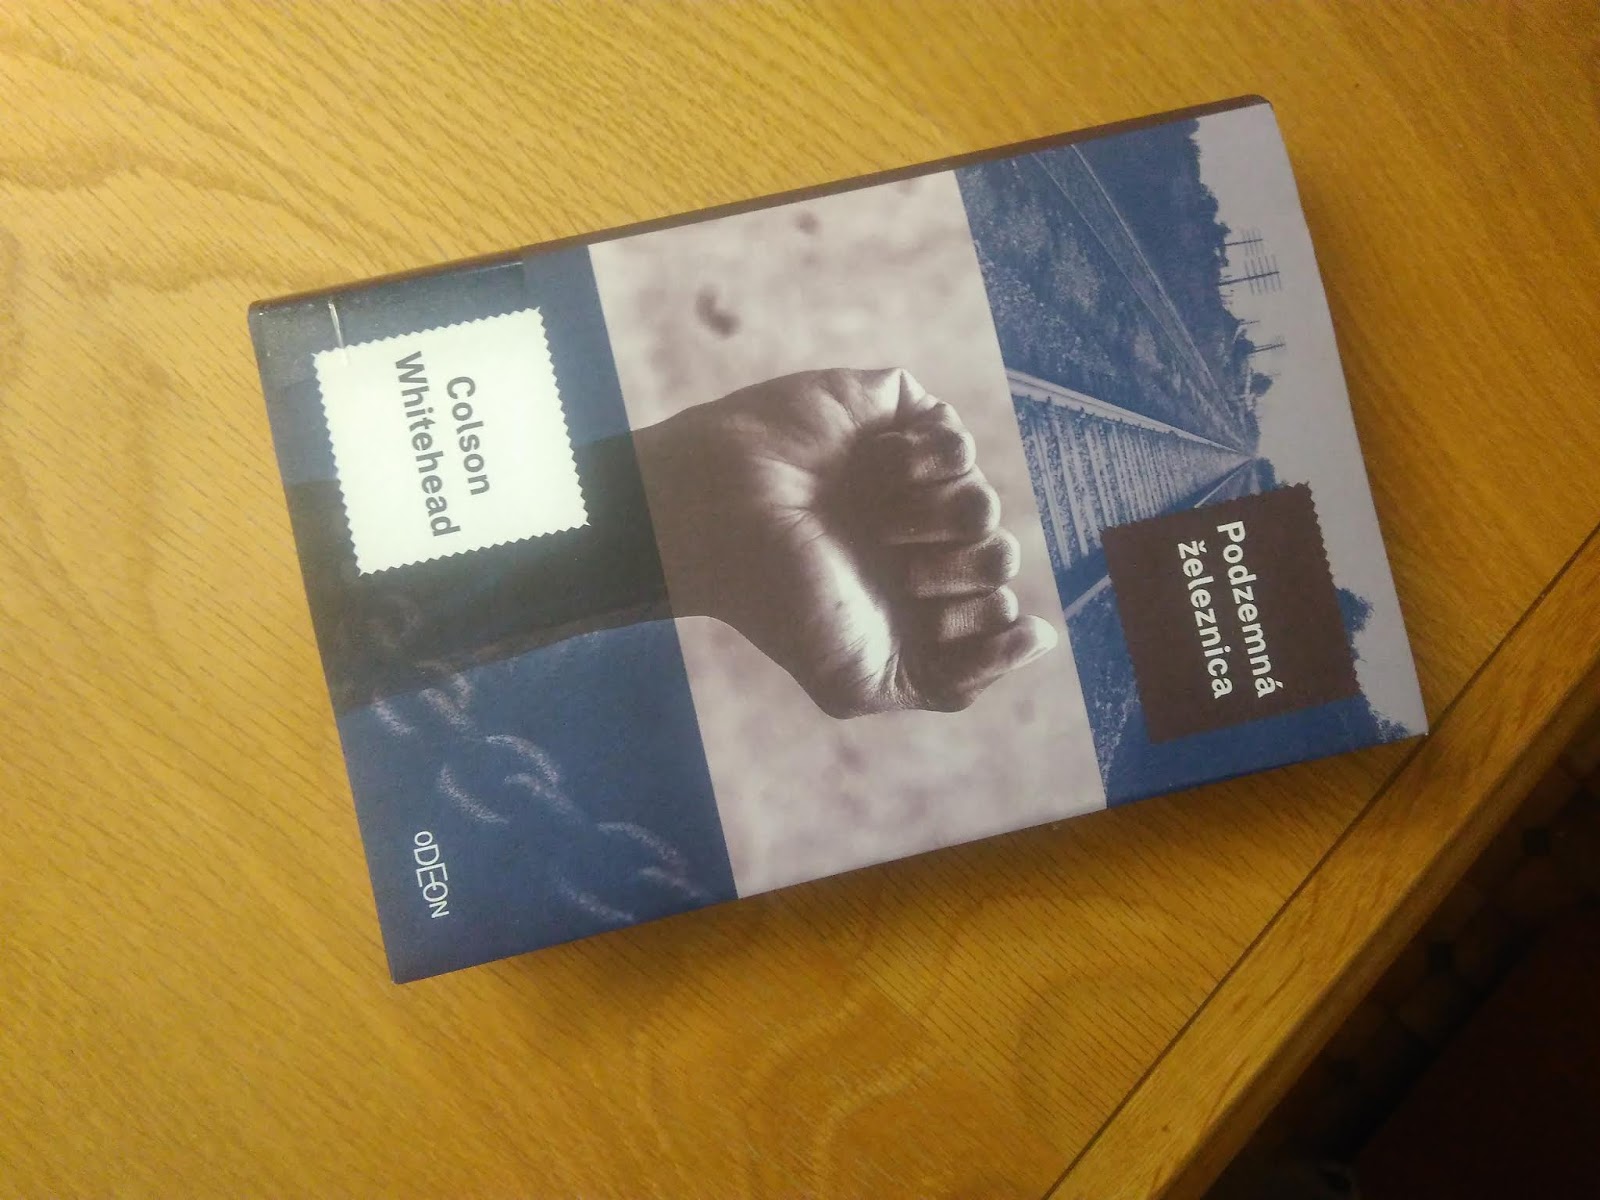 Colson
Whitehead
Podzemná
železnica
ODEON